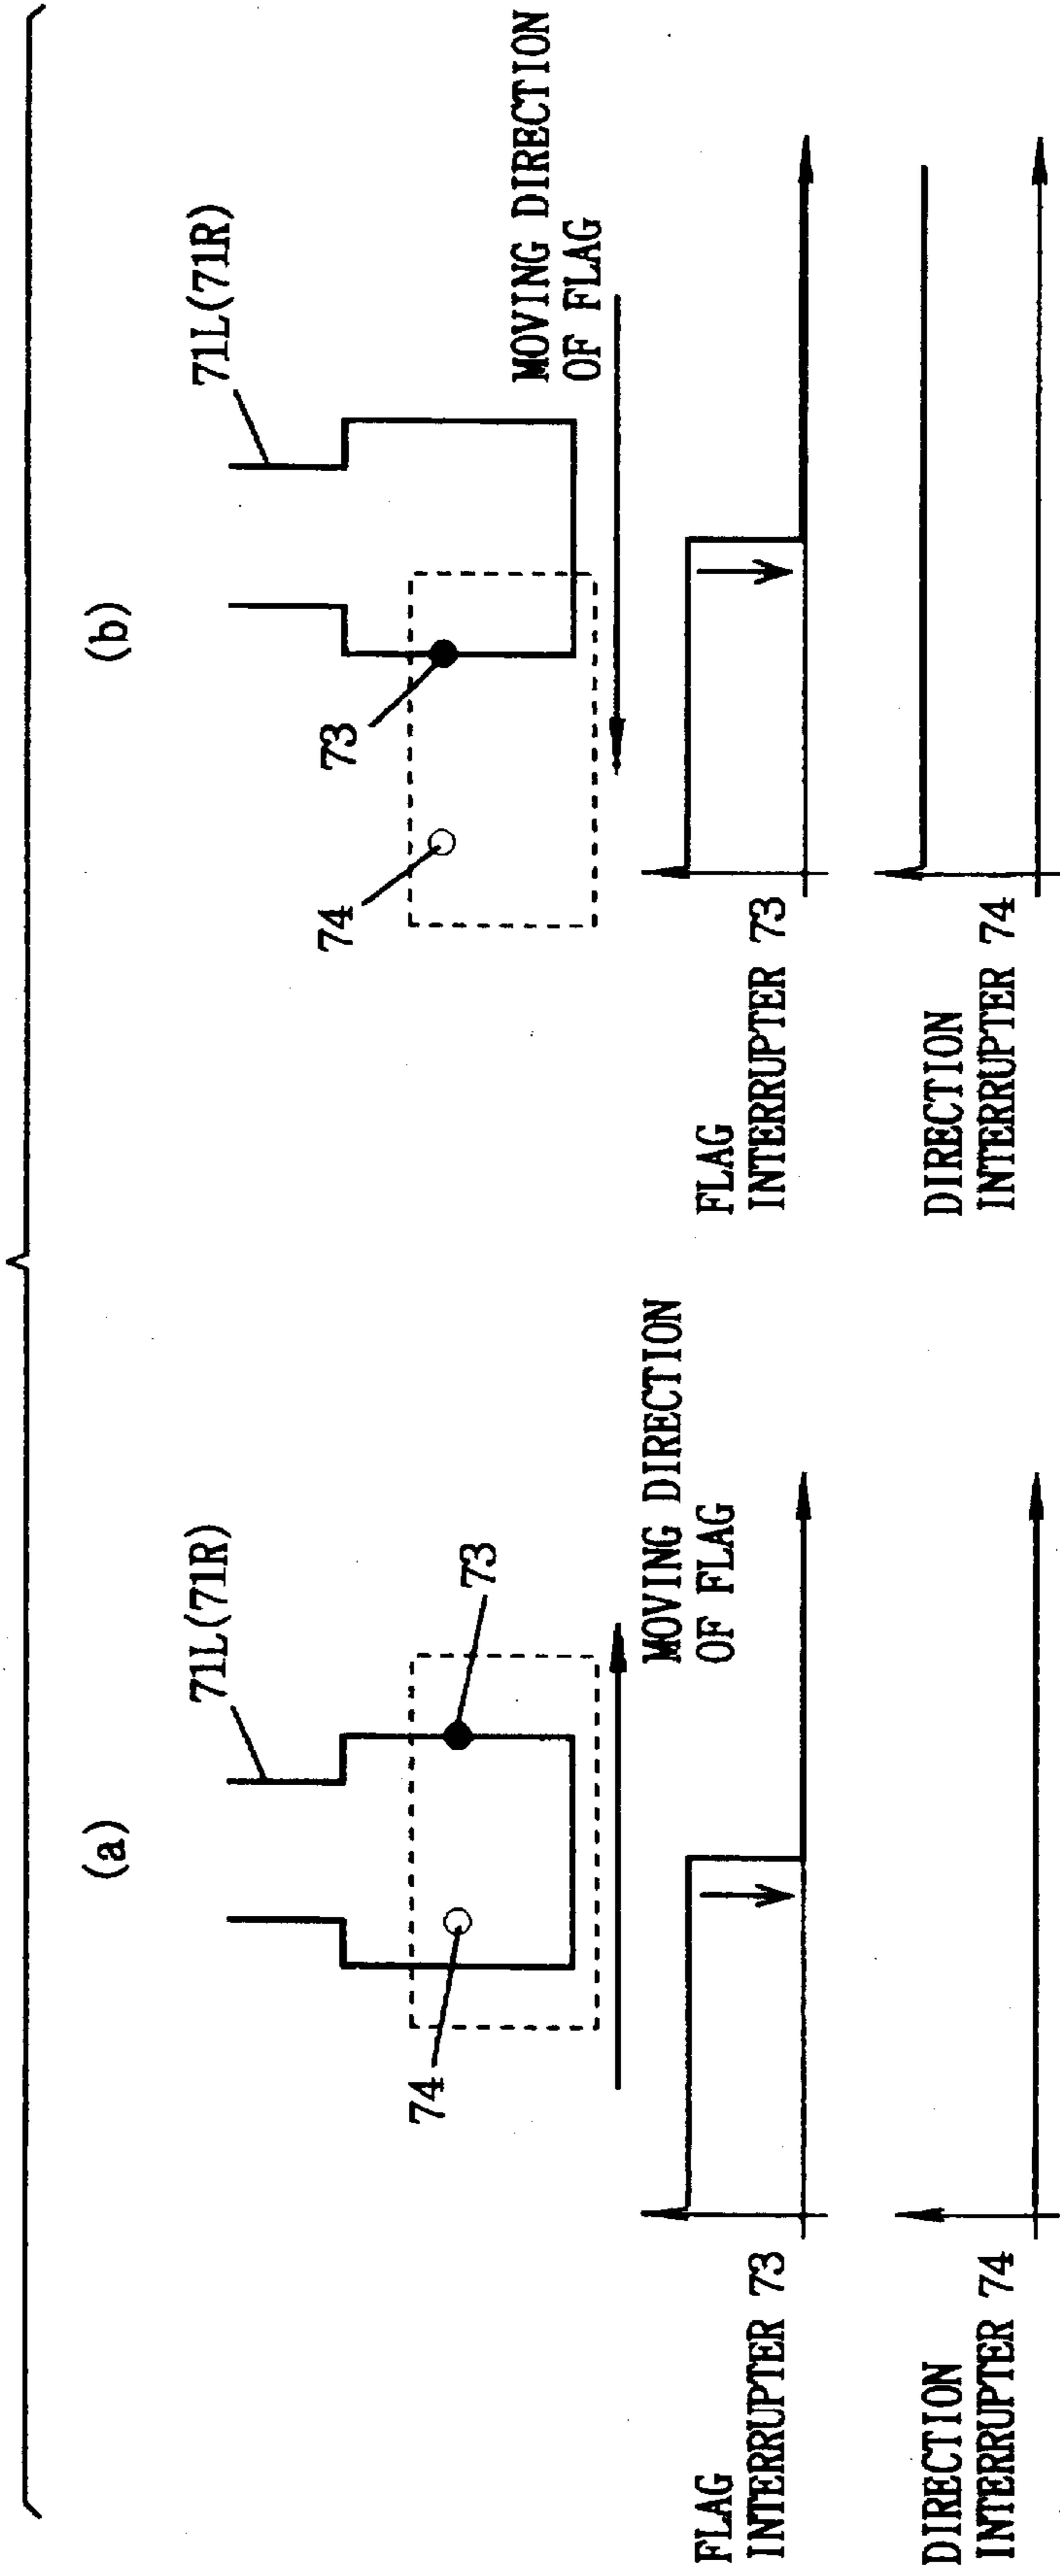 (a)
71L(71R)
73
74
MOVING DIRECTION
OF FLAG
FLAG
INTERRUPTER 73
DIRECTION
INTERRUPTER 74
(b)
71L(71R)
73
74
MOVING DIRECTION
OF FLAG
FLAG
INTERRUPTER 73
DIRECTION
INTERRUPTER 74